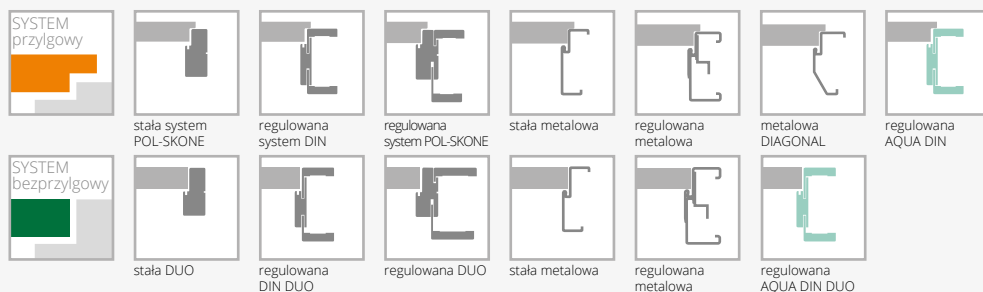 SYSTEM
przylgowy
stała system
POL-SKONE
regulowana
system DIN
regulowana
system POL-SKONE
stała metalowa
regulowana
metalowa
metalowa
DIAGONAL
regulowana
AQUA DIN
SYSTEM
bezprzylgowy
stała DUO
regulowana
DIN DUO
regulowana DUO
stała metalowa
regulowana
metalowa
regulowana
AQUA DIN DUO